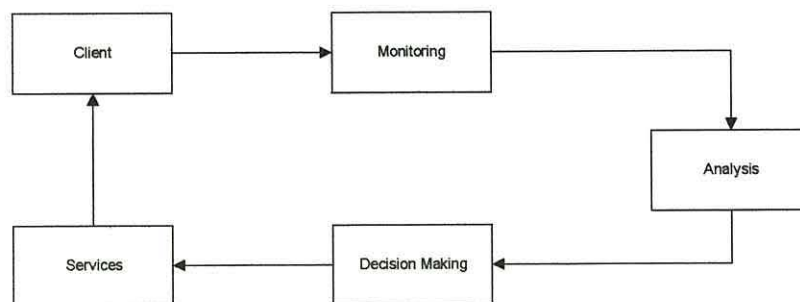 Client
Monitoring
Analysis
Services
Decision Making